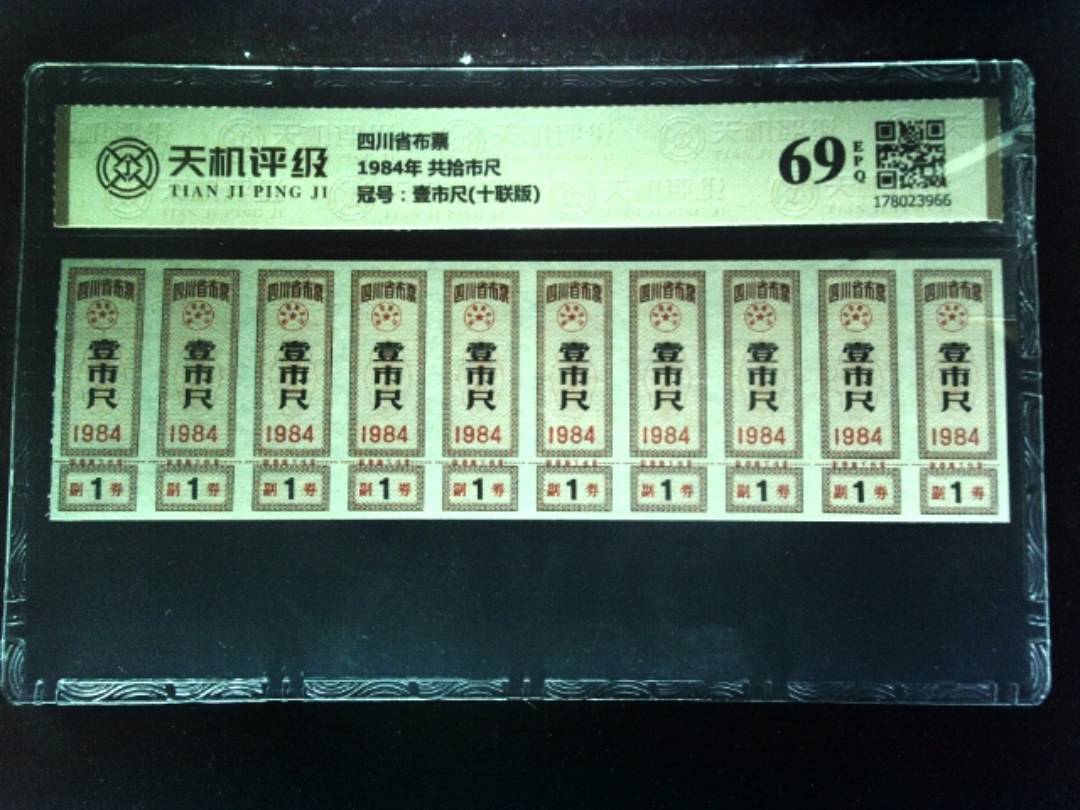 天机评级
TIAN JI PING JI
四川省布票
1984年 共拾市尺
冠号：壹市尺(十联版)
69
EPQ
178023966
四川省布票 四川省布票 四川省布票 四川省布票 四川省布票 四川省布票 四川省布票 四川省布票 四川省布票 四川省布票
壹市尺 壹市尺 壹市尺 壹市尺 壹市尺 壹市尺 壹市尺 壹市尺 壹市尺 壹市尺
1984 1984 1984 1984 1984 1984 1984 1984 1984 1984
副1券 副1券 副1券 副1券 副1券 副1券 副1券 副1券 副1券 副1券